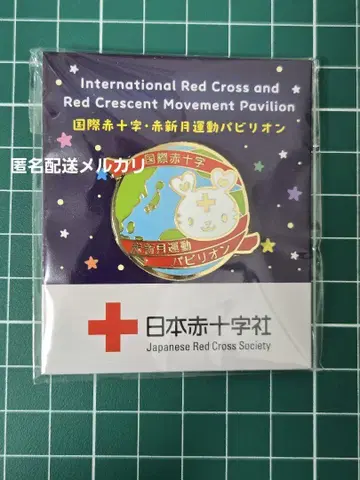 International Red Cross and
Red Crescent Movement Pavilion
国際赤十字・赤新月運動パビリオン
匿名配送メルカリ
国際赤十字
赤新月運動
パビリオン
日本赤十字社
Japanese Red Cross Society